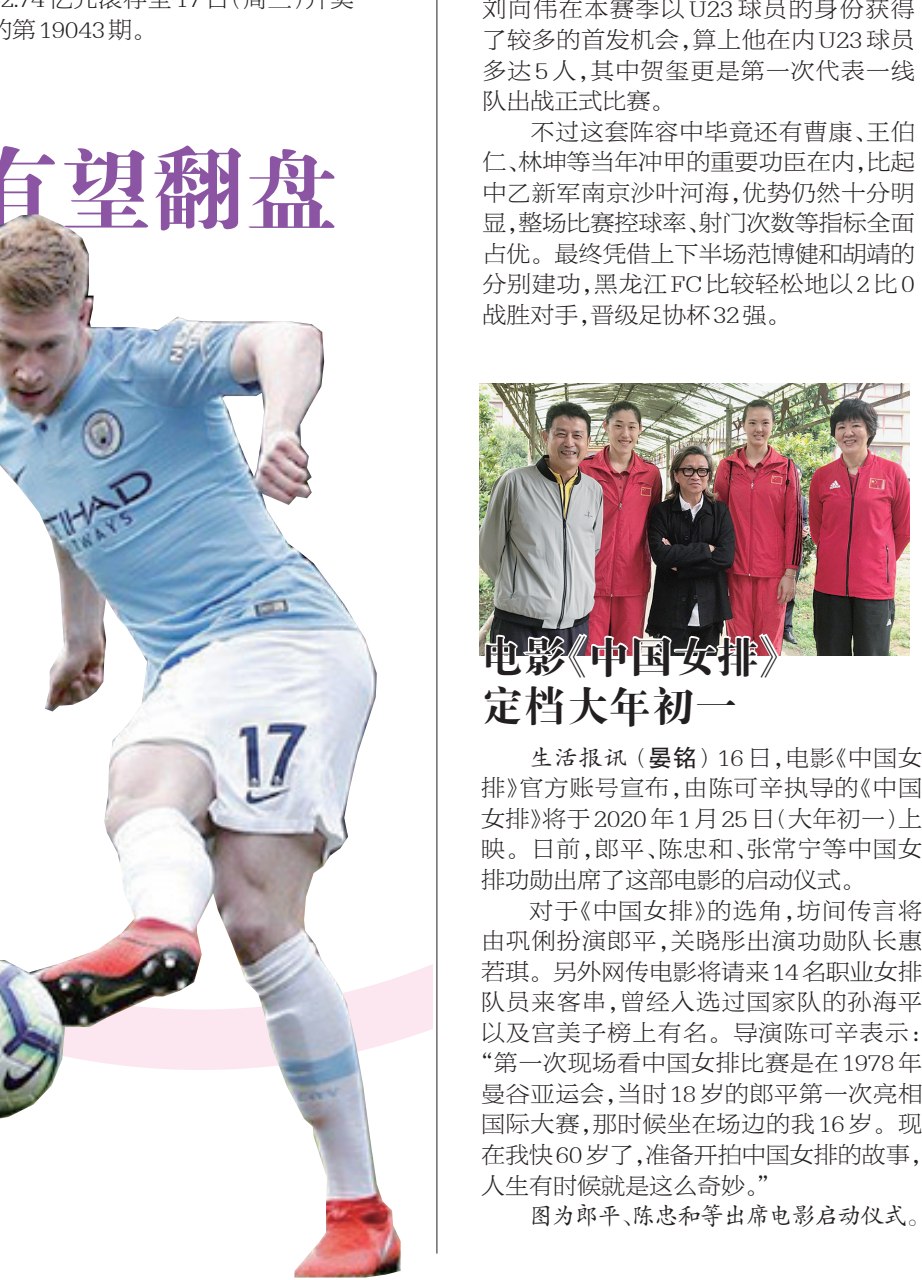 2.74亿元滚存至17日(周三)开奖
的第19043期。
有望翻盘
ETIHAD
AIRWAYS
17
刘向伟在本赛季以U23球员的身份获得
了较多的首发机会,算上他在内U23球员
多达5人,其中贺玺更是第一次代表一线
队出战正式比赛。
不过这套阵容中毕竟还有曹康、王伯
仁、林坤等当年冲甲的重要功臣在内,比起
中乙新军南京沙叶河海,优势仍然十分明
显,整场比赛控球率、射门次数等指标全面
占优。最终凭借上下半场范博健和胡靖的
分别建功,黑龙江FC比较轻松地以2比0
战胜对手,晋级足协杯32强。
电影《中国女排》
定档大年初一
生活报讯(晏铭)16日,电影《中国女
排》官方账号宣布,由陈可辛执导的《中国
女排》将于2020年1月25日(大年初一)上
映。日前,郎平、陈忠和、张常宁等中国女
排功勋出席了这部电影的启动仪式。
对于《中国女排》的选角,坊间传言将
由巩俐扮演郎平,关晓彤出演功勋队长惠
若琪。另外网传电影将请来14名职业女排
队员来客串,曾经入选过国家队的孙海平
以及宫美子榜上有名。导演陈可辛表示:
“第一次现场看中国女排比赛是在1978年
曼谷亚运会,当时18岁的郎平第一次亮相
国际大赛,那时候坐在场边的我16岁。现
在我快60岁了,准备开拍中国女排的故事,
人生有时候就是这么奇妙。”
图为郎平、陈忠和等出席电影启动仪式。